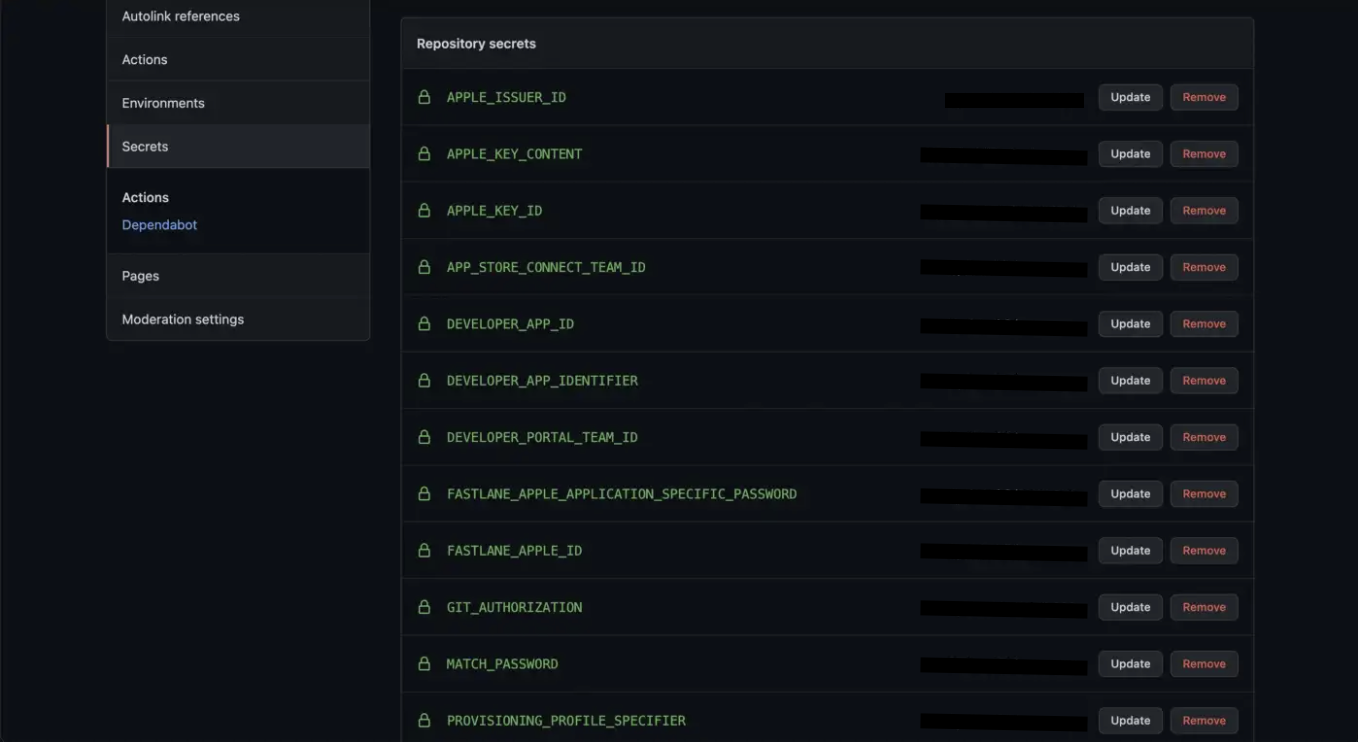 Autolink references
Actions
Environments
Secrets
Actions
Dependabot
Pages
Moderation settings
Repository secrets
APPLE_ISSUER_ID Update Remove
APPLE_KEY_CONTENT Update Remove
APPLE_KEY_ID Update Remove
APP_STORE_CONNECT_TEAM_ID Update Remove
DEVELOPER_APP_ID Update Remove
DEVELOPER_APP_IDENTIFIER Update Remove
DEVELOPER_PORTAL_TEAM_ID Update Remove
FASTLANE_APPLE_APPLICATION_SPECIFIC_PASSWORD Update Remove
FASTLANE_APPLE_ID Update Remove
GIT_AUTHORIZATION Update Remove
MATCH_PASSWORD Update Remove
PROVISIONING_PROFILE_SPECIFIER Update Remove